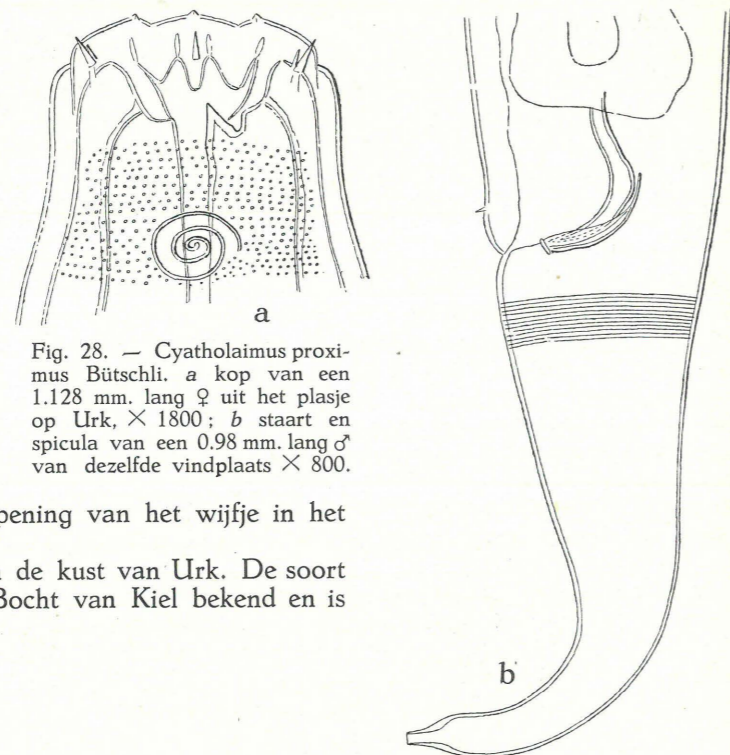 a
Fig. 28. — Cyatholaimus proxi-
mus Bütschli. a kop van een
1.128 mm. lang ♀ uit het plasje
op Urk, × 1800 ; b staart en
spicula van een 0.98 mm. lang ♂
van dezelfde vindplaats × 800.
pening van het wijfje in het
de kust van Urk. De soort
Bocht van Kiel bekend en is
b